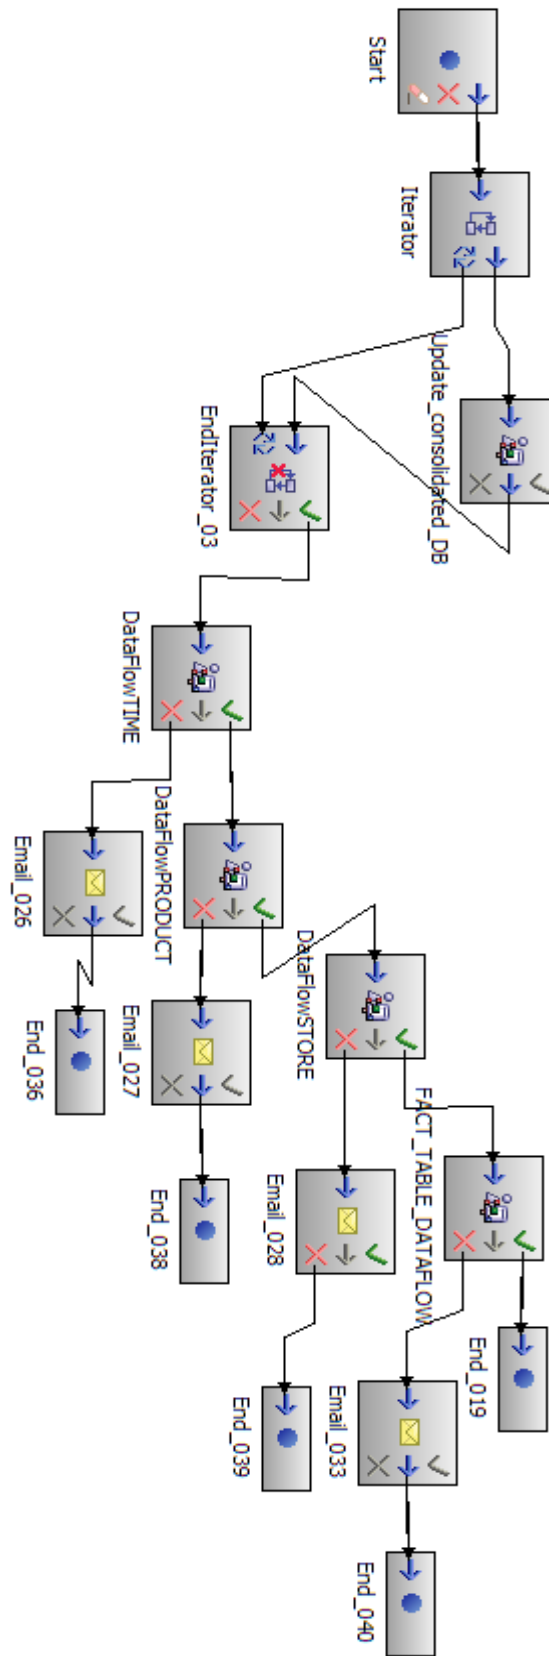 Start
Iterator
Update_consolidated_DB
EndIterator_03
DataFlowTIME
Email_026
End_036
DataFlowPRODUCT
Email_027
End_038
DataFlowSTORE
Email_028
End_039
FACT_TABLE_DATAFLOW
End_019
Email_033
End_040